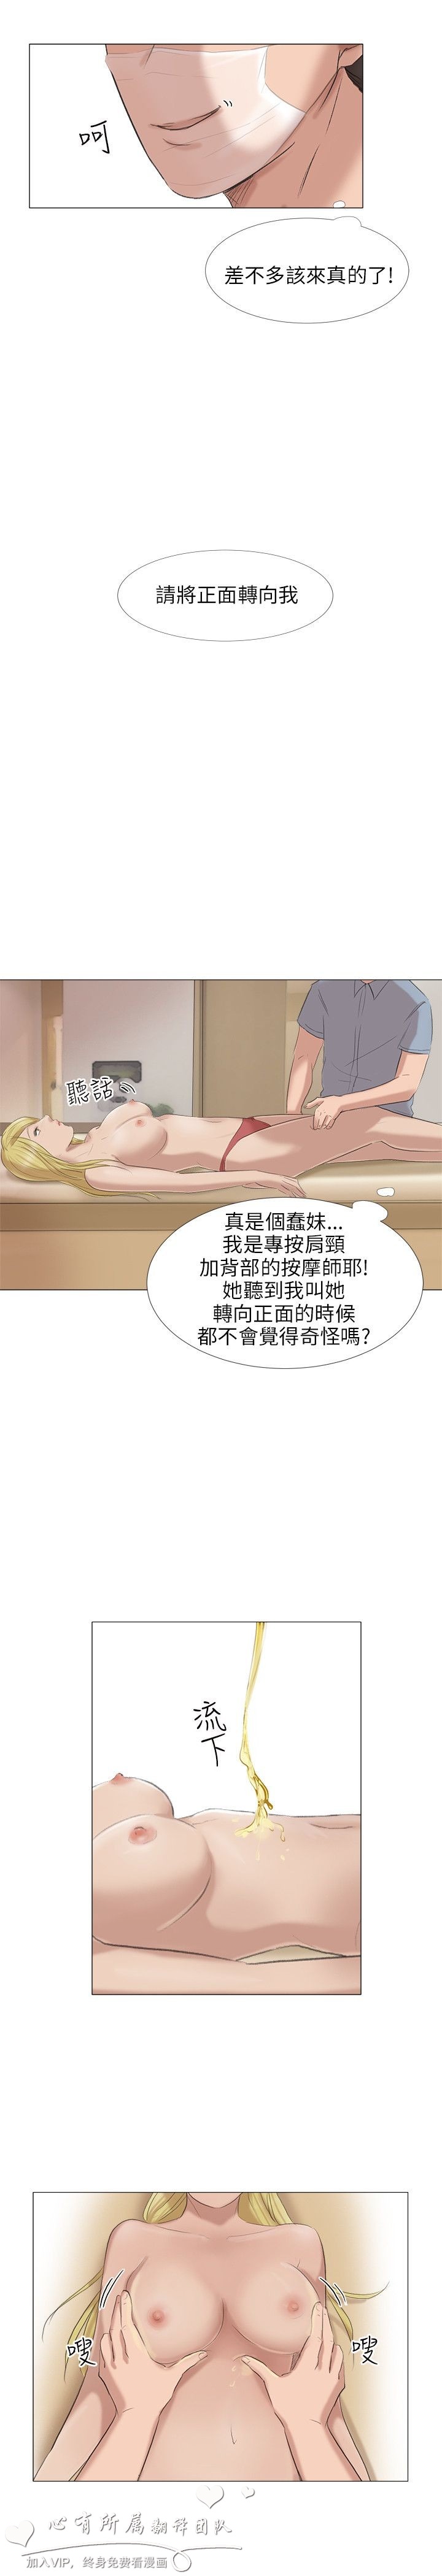 呵
差不多該來真的了!
請將正面轉向我
聽話
真是個蠢妹...
我是專按肩頸
加背部的按摩師耶!
她聽到我叫她
轉向正面的時候
都不會覺得奇怪嗎?
流下
嗖
嗖
心有所属翻译团队
加入VIP，终身免费看漫画